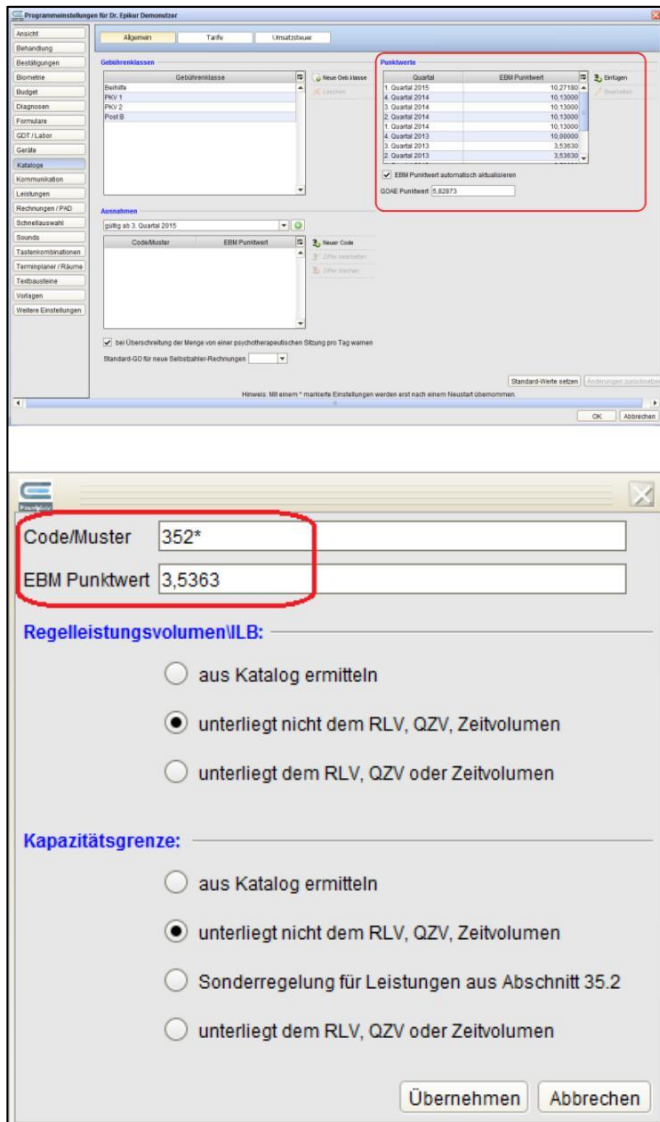 Programmeinstellungen für Dr. Epikur Demonutzer
Ansicht
Behandlung
Bestätigungen
Biometrie
Budget
Diagnosen
Formulare
GDT / Labor
Geräte
Kataloge
Kommunikation
Leistungen
Rechnungen / PAD
Schnellauswahl
Sounds
Tastenkombinationen
Terminplaner / Räume
Textbausteine
Vorlagen
Weitere Einstellungen
Allgemein Tarife Umsatzsteuer
Gebührenklassen
Gebührenklasse
Beihilfe
PKV 1
PKV 2
Post B
Neue Geb.klasse
Löschen
Punktwerte
Quartal EBM Punktwert
1. Quartal 2015 10,27180
4. Quartal 2014 10,13000
3. Quartal 2014 10,13000
2. Quartal 2014 10,13000
1. Quartal 2014 10,13000
4. Quartal 2013 10,00000
3. Quartal 2013 3,53630
2. Quartal 2013 3,53630
Einfügen
Bearbeiten
EBM Punktwert automatisch aktualisieren
GOAE Punktwert 5,82873
Ausnahmen
gültig ab 3. Quartal 2015
Code/Muster EBM Punktwert
Neuer Code
Ziffer bearbeiten
Ziffer löschen
bei Überschreitung der Menge von einer psychotherapeutischen Sitzung pro Tag warnen
Standard-GO für neue Selbstzahler-Rechnungen
Standard-Werte setzen Änderungen zurücksetzen
Hinweis: Mit einem * markierte Einstellungen werden erst nach einem Neustart übernommen.
OK Abbrechen
Code/Muster 352*
EBM Punktwert 3,5363
Regelleistungsvolumen\ILB:
aus Katalog ermitteln
unterliegt nicht dem RLV, QZV, Zeitvolumen
unterliegt dem RLV, QZV oder Zeitvolumen
Kapazitätsgrenze:
aus Katalog ermitteln
unterliegt nicht dem RLV, QZV, Zeitvolumen
Sonderregelung für Leistungen aus Abschnitt 35.2
unterliegt dem RLV, QZV oder Zeitvolumen
Übernehmen Abbrechen